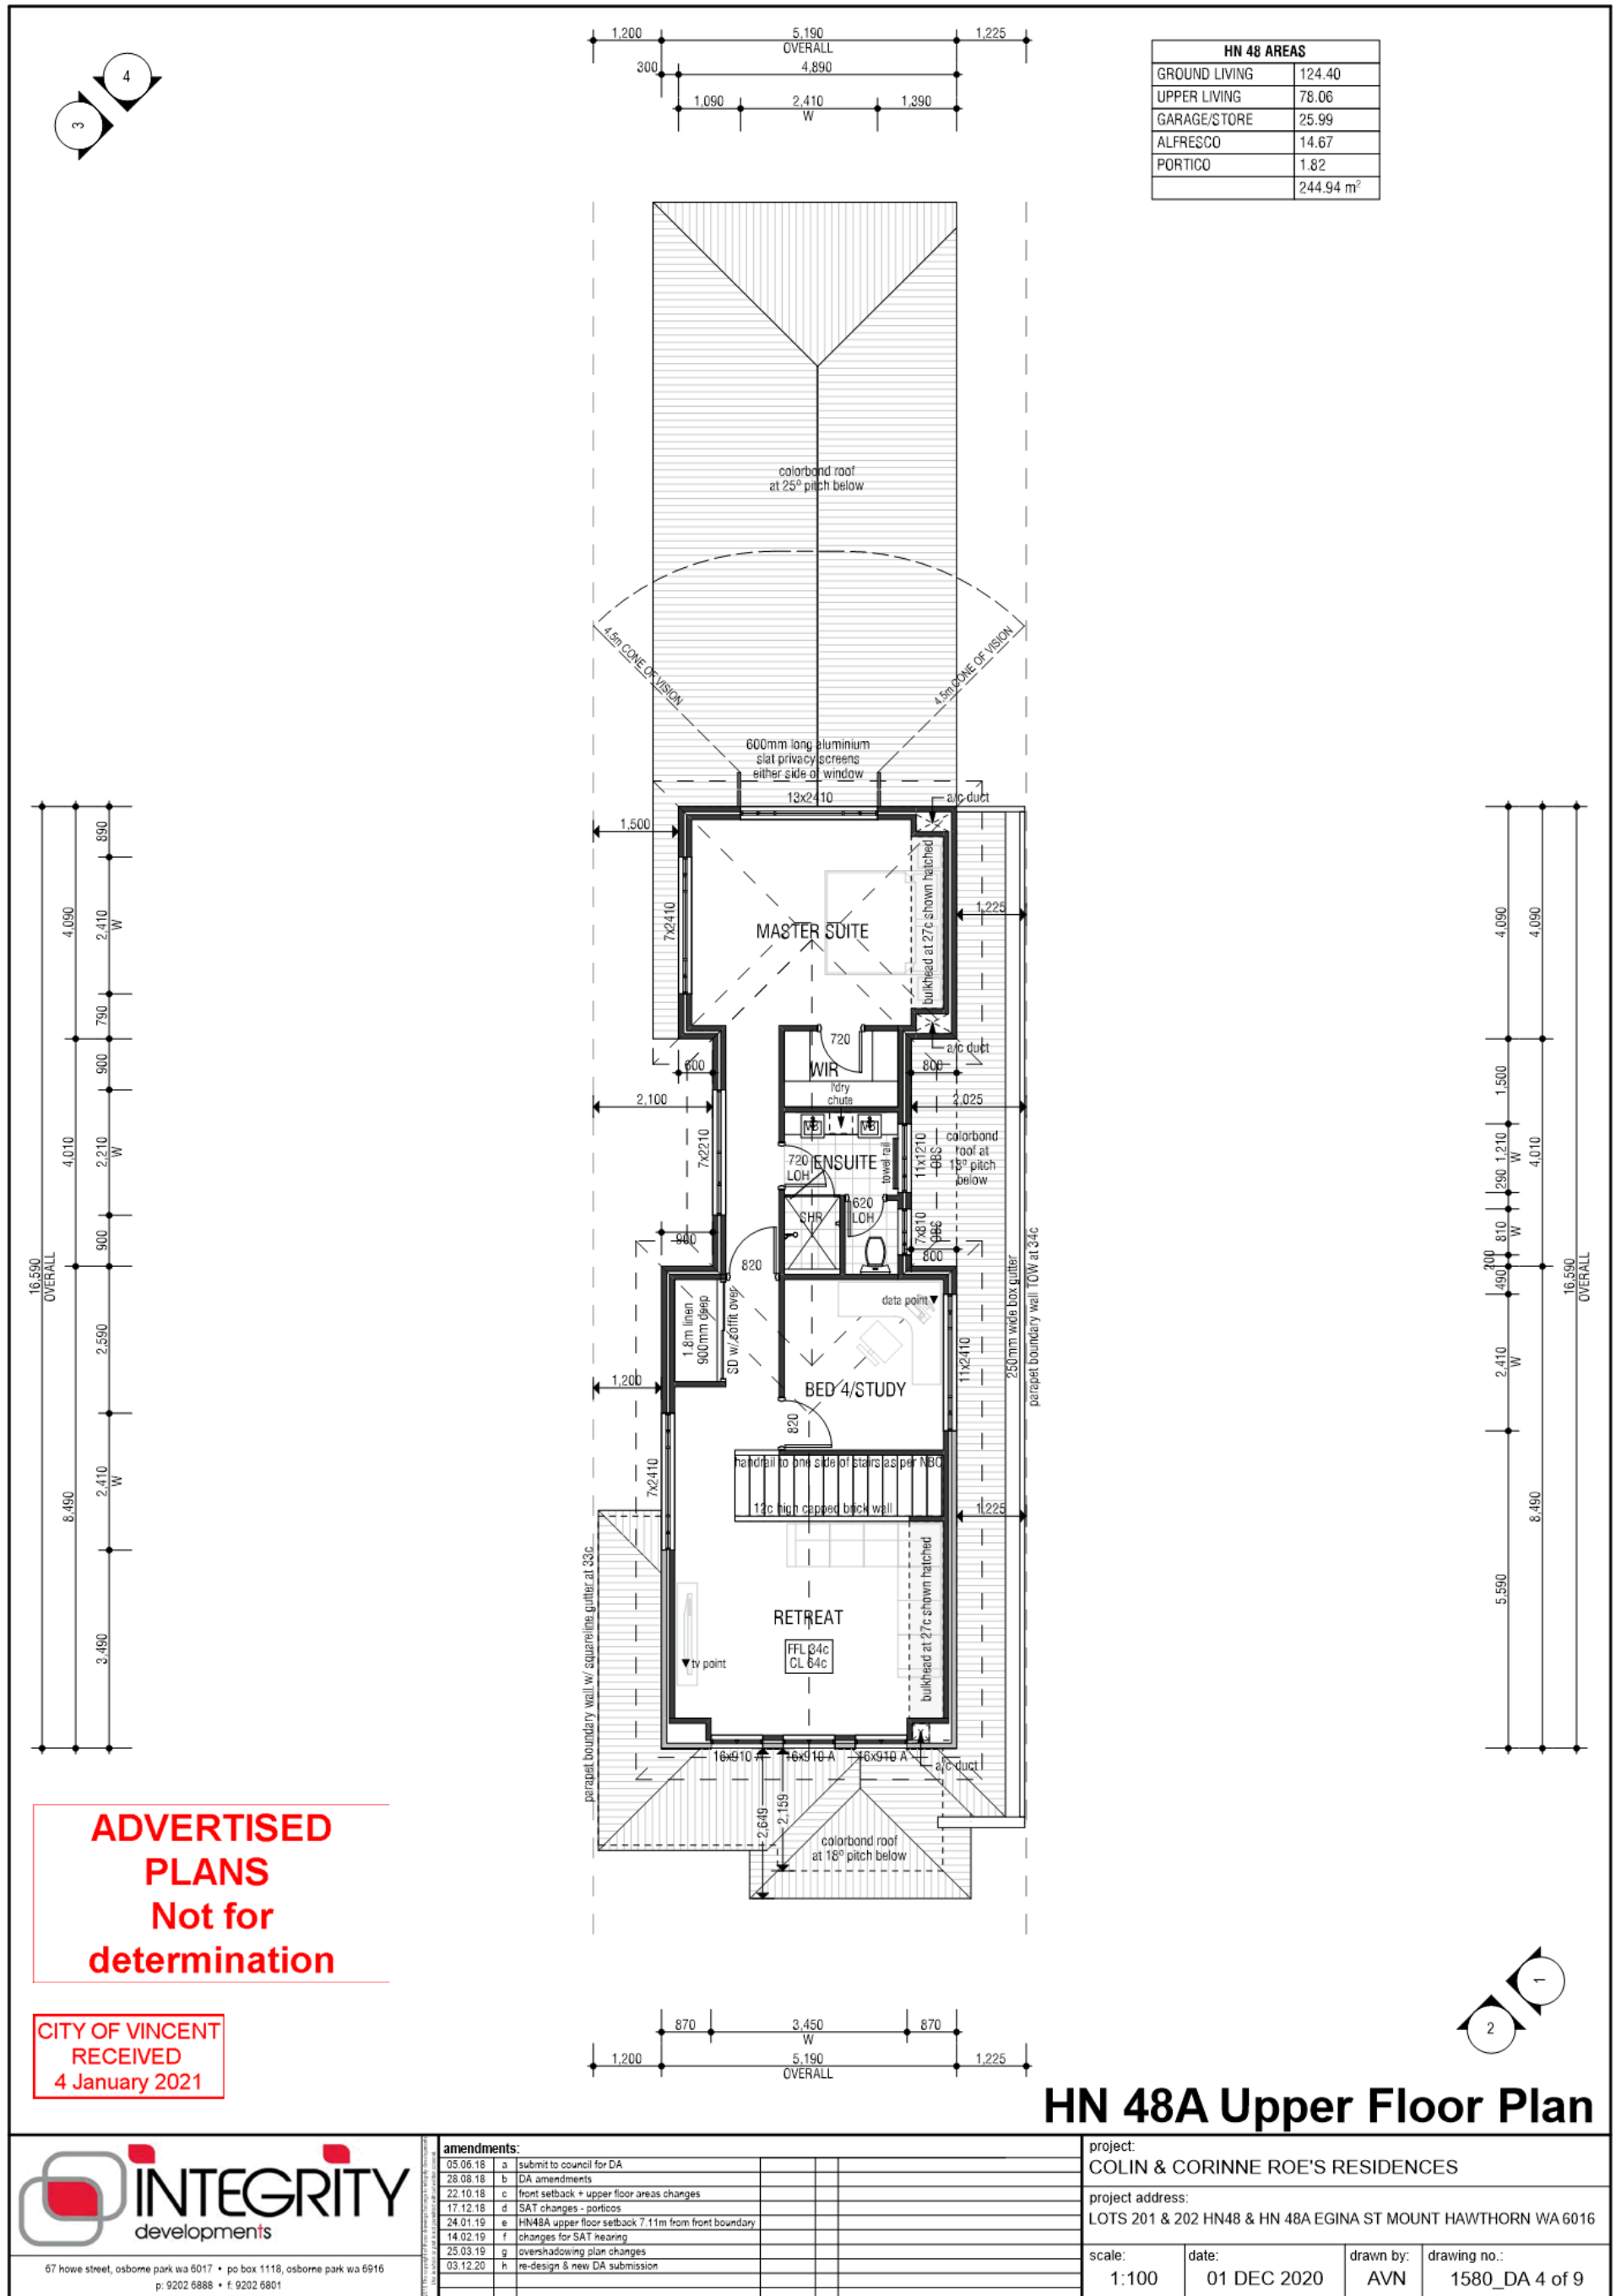 1,200
5,190
1,225
OVERALL
300
4,890
1,090
2,410
1,390
W
4
3
HN 48 AREAS
GROUND LIVING 124.40
UPPER LIVING 78.06
GARAGE/STORE 25.99
ALFRESCO 14.67
PORTICO 1.82
244.94 m²
colorbond roof
at 25º pitch below
4.5m CONE OF VISION
4.5m CONE OF VISION
600mm long aluminium
slat privacy screens
either side of window
13x2410
a/c duct
1,500
7x2410
MASTER SUITE
bulkhead at 27c shown hatched
1,225
720
a/c duct
WIR
600
800
l'dry
chute
2,100
2,025
VB
VB
7x2210
720
LOH
ENSUITE
towel rail
11x1210
OBS
colorbond
roof at
18º pitch
below
SHR
620
LOH
7x810
OBS
900
820
800
1.8m linen
900mm deep
SD w/ soffit over
data point
11x2410
250mm wide box gutter
parapet boundary wall TOW at 34c
1,200
BED 4/STUDY
820
7x2410
handrail to one side of stairs as per NBC
12c high capped brick wall
1,225
parapet boundary wall w/ squareline gutter at 33c
RETREAT
FFL 34c
CL 64c
tv point
bulkhead at 27c shown hatched
16x910 A
16x910 A
16x910 A
a/c duct
2,649
2,159
colorbond roof
at 18º pitch below
16,590
OVERALL
4,090
4,010
8,490
890
2,410
W
790
900
2,210
W
900
2,590
2,410
W
3,490
4,090
1,500
1,210
W
290
810
W
200
490
2,410
W
5,590
4,090
4,010
8,490
16,590
OVERALL
ADVERTISED
PLANS
Not for
determination
CITY OF VINCENT
RECEIVED
4 January 2021
870
3,450
870
W
1,200
5,190
1,225
OVERALL
1
2
HN 48A Upper Floor Plan
INTEGRITY
developments
67 howe street, osborne park wa 6017 • po box 1118, osborne park wa 6916
p: 9202 6888 • f: 9202 6801
amendments:
05.06.18 a submit to council for DA
28.08.18 b DA amendments
22.10.18 c front setback + upper floor areas changes
17.12.18 d SAT changes - porticos
24.01.19 e HN48A upper floor setback 7.11m from front boundary
14.02.19 f changes for SAT hearing
25.03.19 g overshadowing plan changes
03.12.20 h re-design & new DA submission
project:
COLIN & CORINNE ROE'S RESIDENCES
project address:
LOTS 201 & 202 HN48 & HN 48A EGINA ST MOUNT HAWTHORN WA 6016
scale:
1:100
date:
01 DEC 2020
drawn by:
AVN
drawing no.:
1580_DA 4 of 9